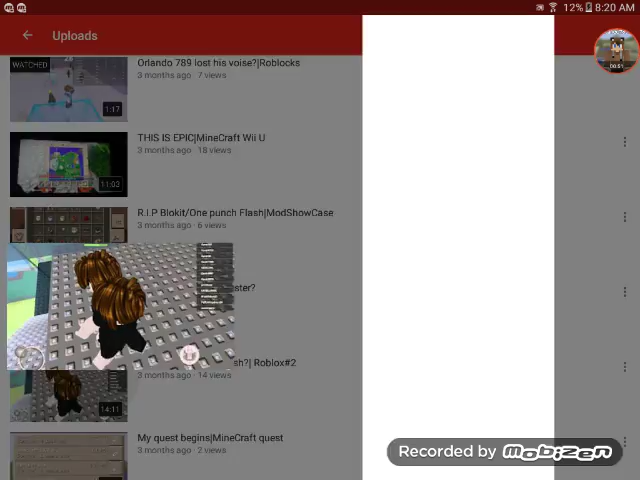 12% 8:20 AM
Uploads
WATCHED
Orlando 789 lost his voise?|Roblocks
3 months ago · 7 views
1:17
THIS IS EPIC|MineCraft Wii U
3 months ago · 18 views
11:03
R.I.P Blokit/One punch Flash|ModShowCase
3 months ago · 6 views
ster?
sh?| Roblox#2
3 months ago · 14 views
14:11
My quest begins|MineCraft quest
3 months ago · 2 views
Recorded by Mobizen